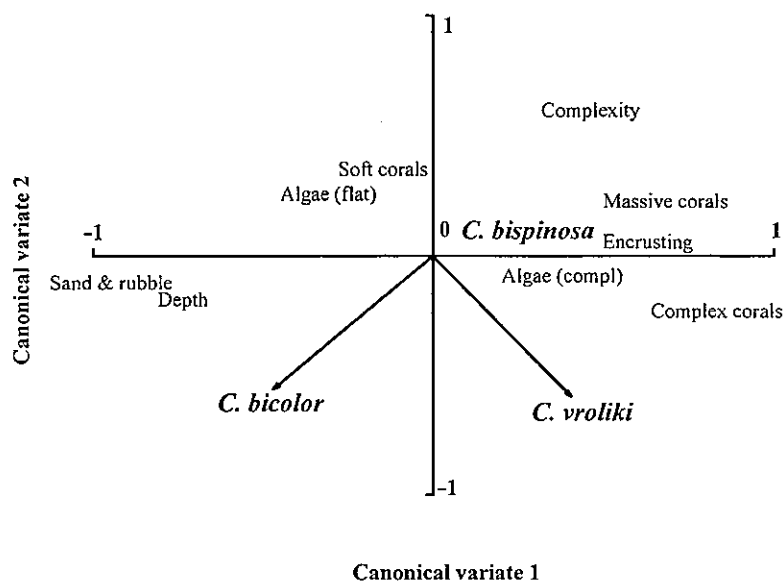 1
Complexity
Soft corals
Algae (flat)
Massive corals
-1
0
C. bispinosa
Encrusting
1
Sand & rubble
Depth
Algae (compl)
Complex corals
C. bicolor
C. vroliki
-1
Canonical variate 2
Canonical variate 1